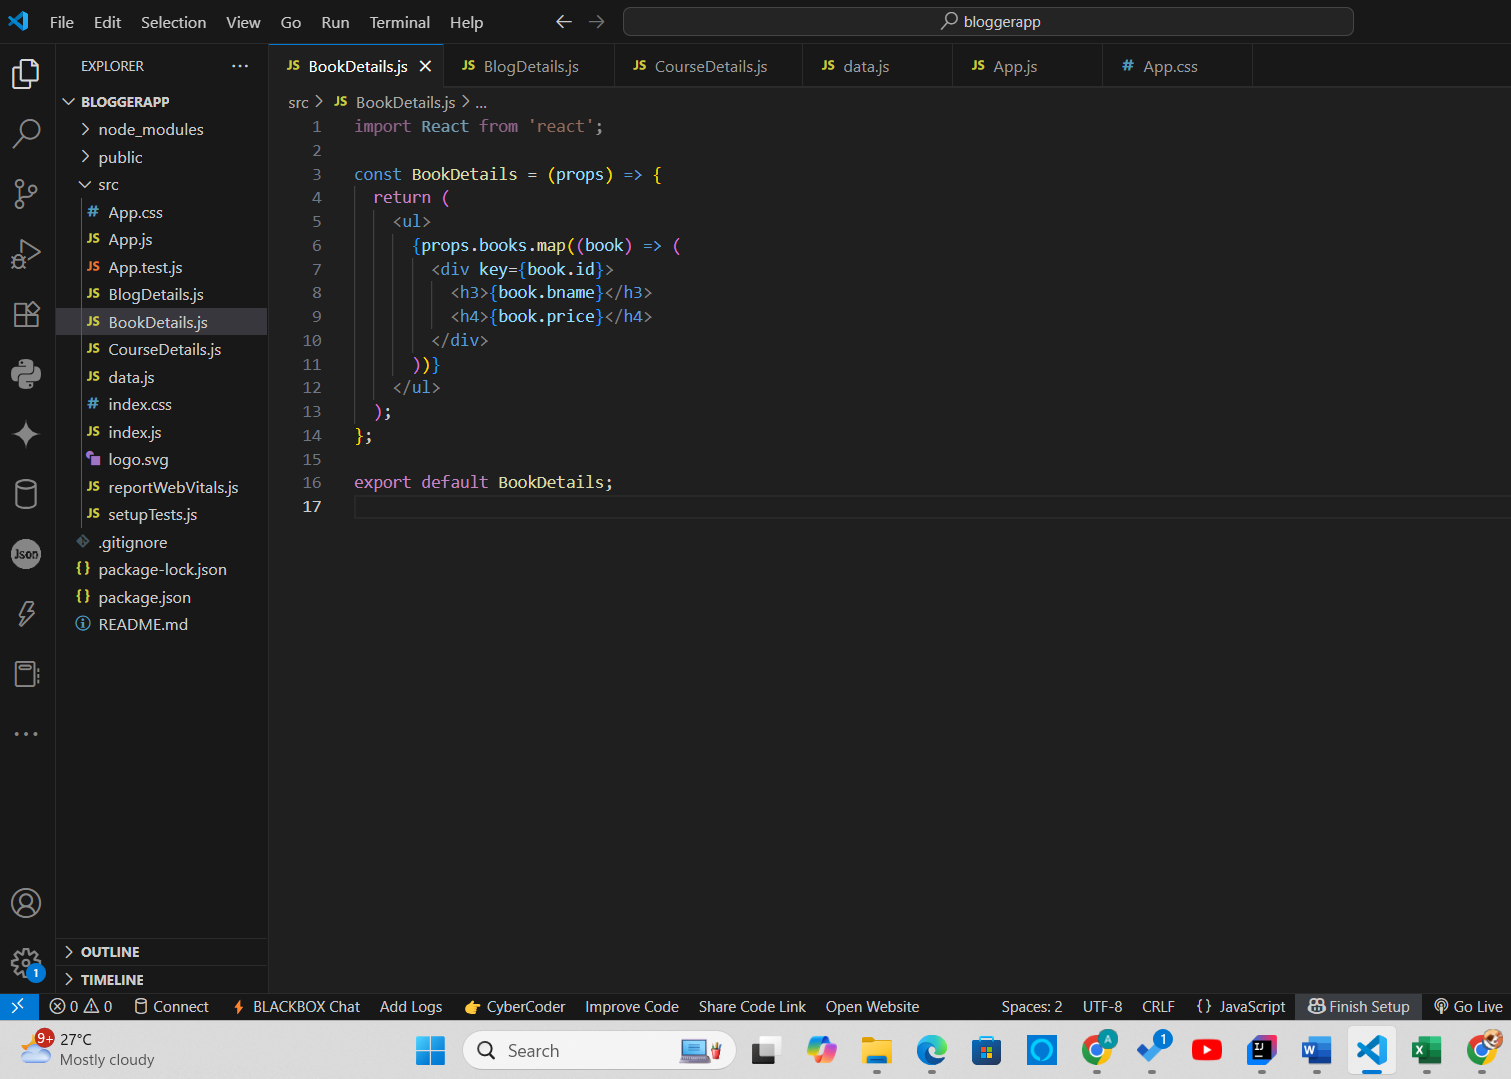 File Edit Selection View Go Run Terminal Help
bloggerapp
EXPLORER
BookDetails.js BlogDetails.js CourseDetails.js data.js App.js App.css
src > BookDetails.js > ...
BLOGGERAPP
node_modules
public
src
App.css
App.js
App.test.js
BlogDetails.js
BookDetails.js
CourseDetails.js
data.js
index.css
index.js
logo.svg
reportWebVitals.js
setupTests.js
.gitignore
package-lock.json
package.json
README.md
1 import React from 'react';
2
3 const BookDetails = (props) => {
4   return (
5     <ul>
6       {props.books.map((book) => (
7         <div key={book.id}>
8           <h3>{book.bname}</h3>
9           <h4>{book.price}</h4>
10         </div>
11       ))}
12     </ul>
13   );
14 };
15
16 export default BookDetails;
17
Json
OUTLINE
TIMELINE
1
0 0 Connect BLACKBOX Chat Add Logs CyberCoder Improve Code Share Code Link Open Website Spaces: 2 UTF-8 CRLF {} JavaScript Finish Setup Go Live
9+ 27°C
Mostly cloudy
Search
A
1
IJ